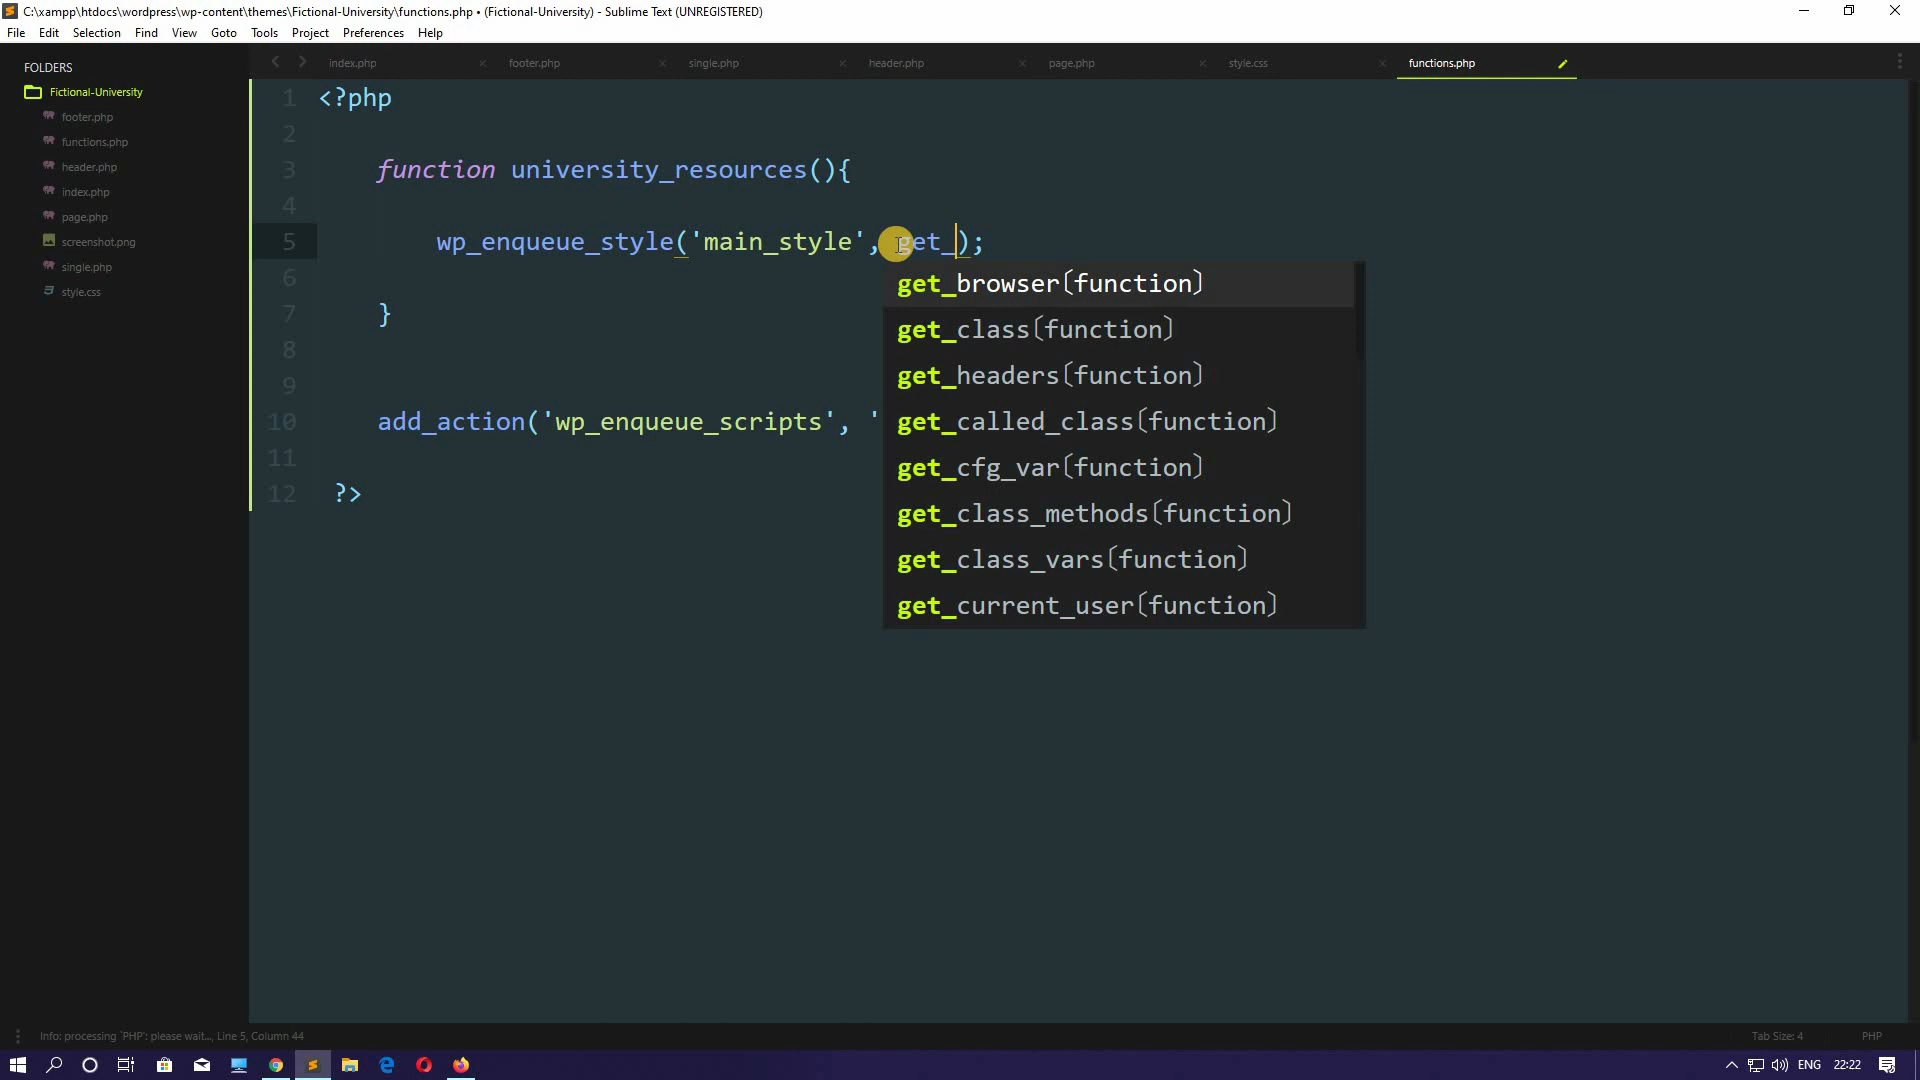 C:\xampp\htdocs\wordpress\wp-content\themes\Fictional-University\functions.php • (Fictional-University) - Sublime Text (UNREGISTERED)
File Edit Selection Find View Goto Tools Project Preferences Help
FOLDERS
Fictional-University
footer.php
functions.php
header.php
index.php
page.php
screenshot.png
single.php
style.css
index.php footer.php single.php header.php page.php style.css functions.php
1 <?php
2
3 function university_resources(){
4
5 wp_enqueue_style('main_style', get_);
6
7 }
8
9
10 add_action('wp_enqueue_scripts', '
11
12 ?>
get_browser〔function〕
get_class〔function〕
get_headers〔function〕
get_called_class〔function〕
get_cfg_var〔function〕
get_class_methods〔function〕
get_class_vars〔function〕
get_current_user〔function〕
Info: processing `PHP': please wait..., Line 5, Column 44
Tab Size: 4 PHP
ENG 22:22